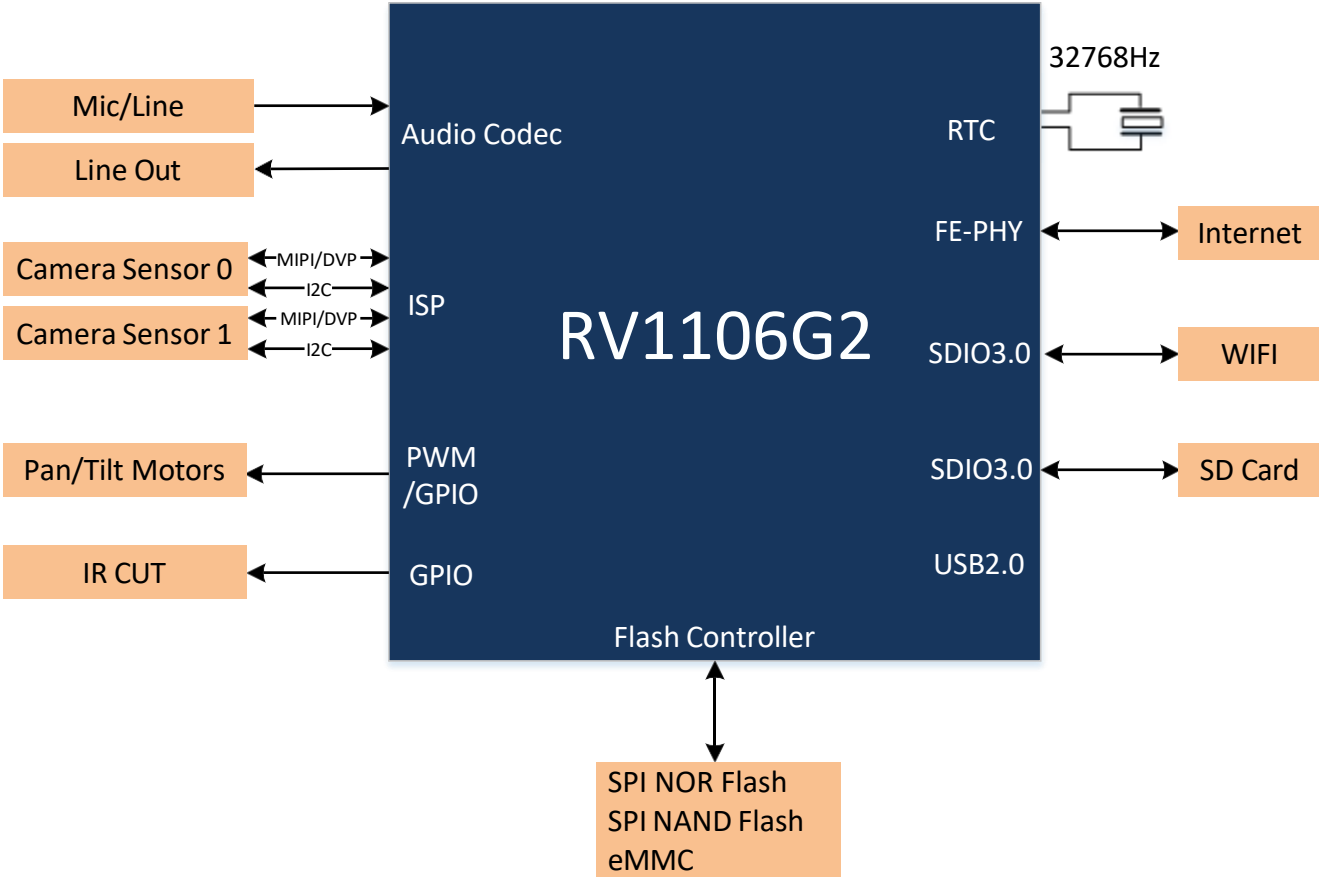 32768Hz
Mic/Line
Audio Codec
RTC
Line Out
FE-PHY
Internet
Camera Sensor 0
MIPI/DVP
I2C
ISP
Camera Sensor 1
MIPI/DVP
I2C
RV1106G2
SDIO3.0
WIFI
Pan/Tilt Motors
PWM
/GPIO
SDIO3.0
SD Card
IR CUT
GPIO
USB2.0
Flash Controller
SPI NOR Flash
SPI NAND Flash
eMMC